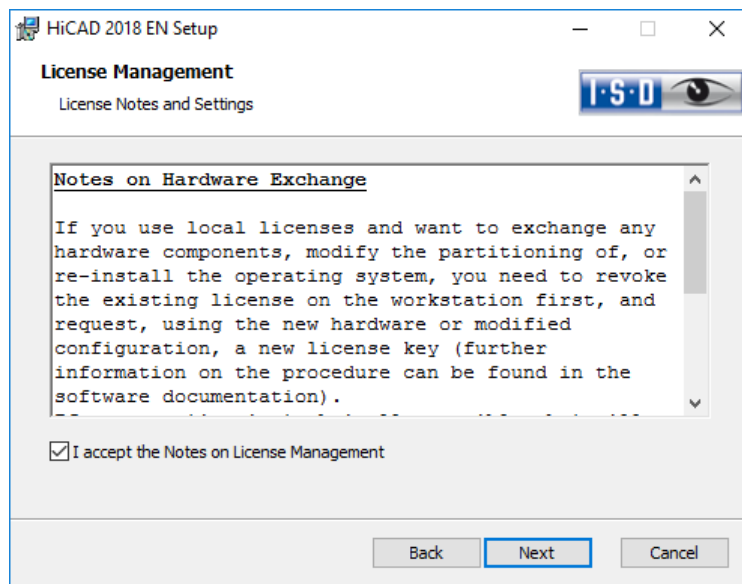 HiCAD 2018 EN Setup
License Management
License Notes and Settings
I·S·D
Notes on Hardware Exchange
If you use local licenses and want to exchange any
hardware components, modify the partitioning of, or
re-install the operating system, you need to revoke
the existing license on the workstation first, and
request, using the new hardware or modified
configuration, a new license key (further
information on the procedure can be found in the
software documentation).
I accept the Notes on License Management
Back
Next
Cancel